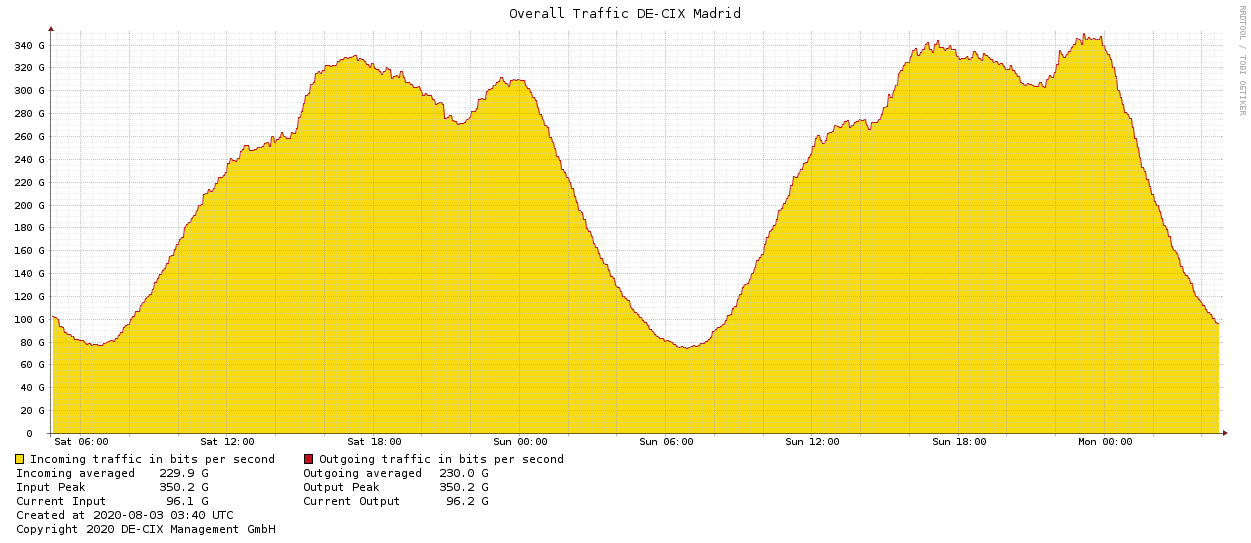 Overall Traffic DE-CIX Madrid
RRDTOOL / TOBI OETIKER
340 G
320 G
300 G
280 G
260 G
240 G
220 G
200 G
180 G
160 G
140 G
120 G
100 G
80 G
60 G
40 G
20 G
0
Sat 06:00 Sat 12:00 Sat 18:00 Sun 00:00 Sun 06:00 Sun 12:00 Sun 18:00 Mon 00:00
Incoming traffic in bits per second Outgoing traffic in bits per second
Incoming averaged 229.9 G Outgoing averaged 230.0 G
Input Peak 350.2 G Output Peak 350.2 G
Current Input 96.1 G Current Output 96.2 G
Created at 2020-08-03 03:40 UTC
Copyright 2020 DE-CIX Management GmbH